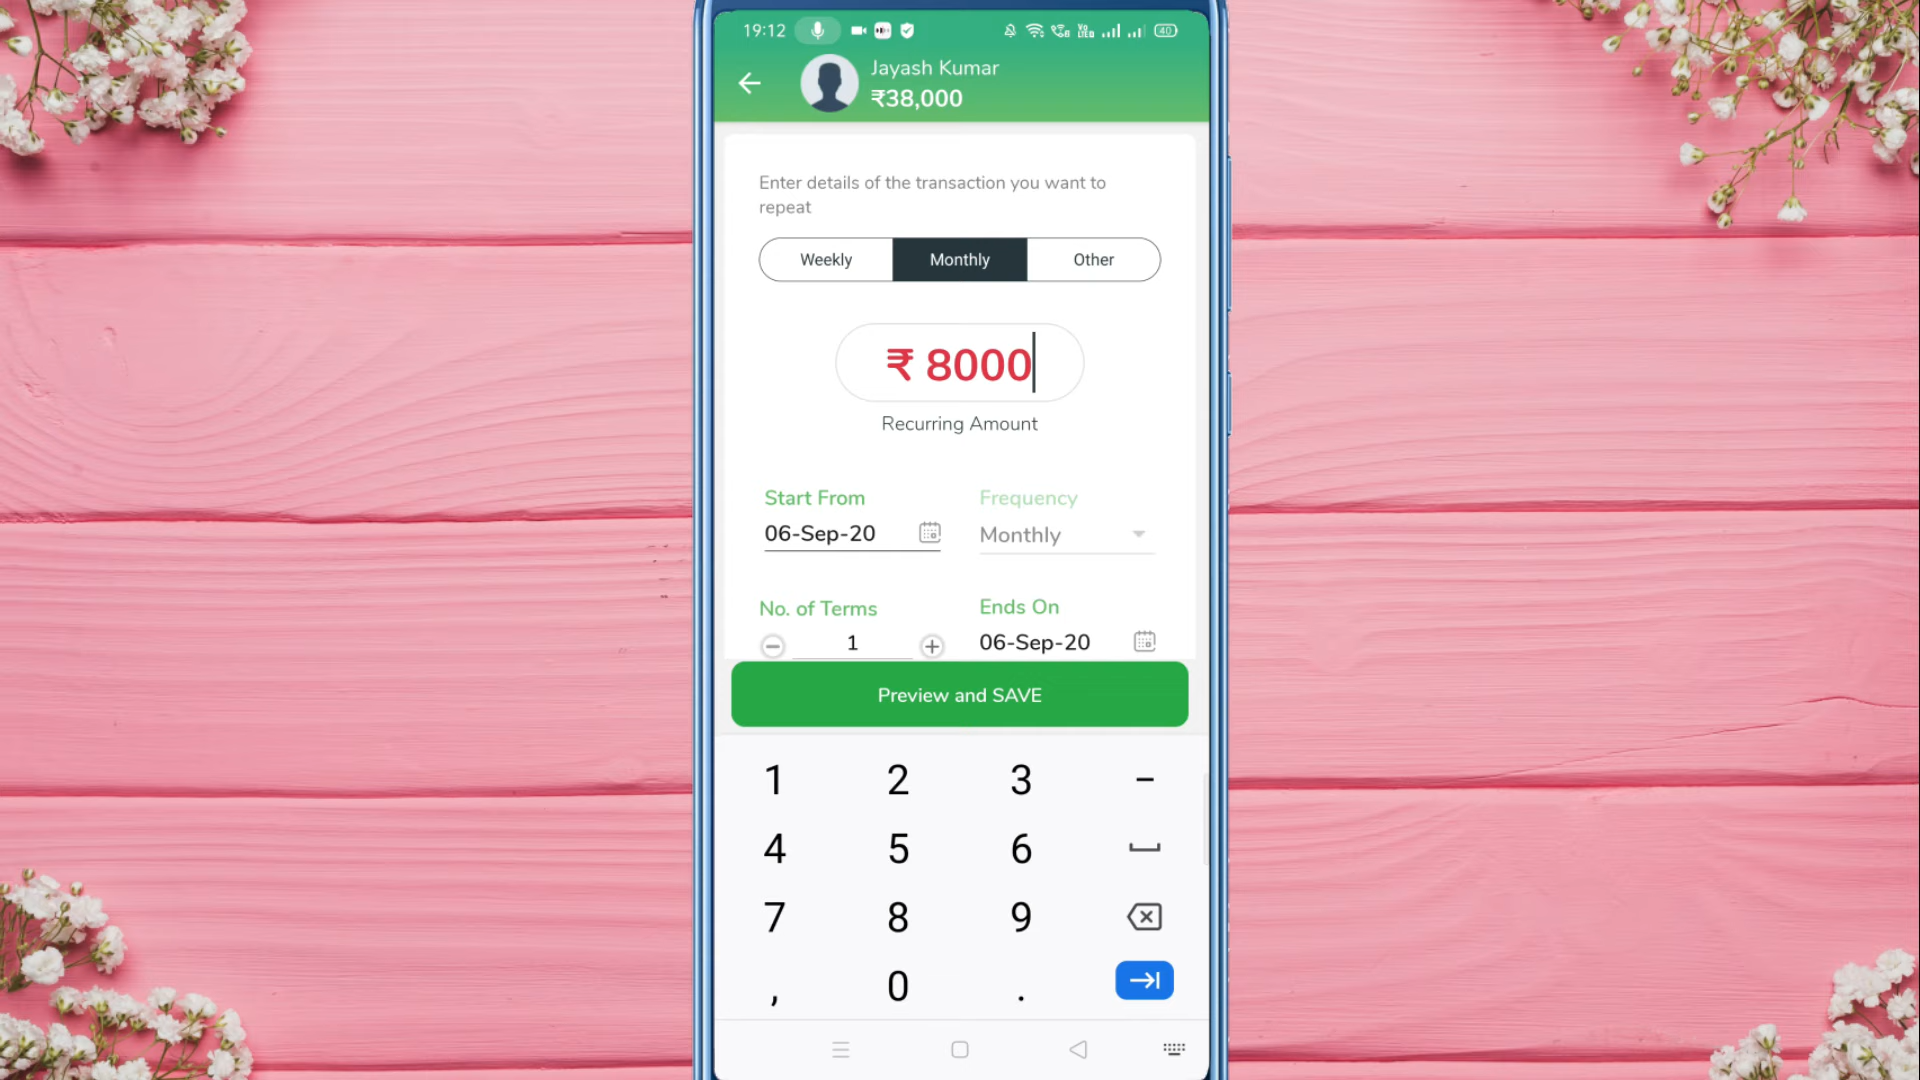 19:12
40
Jayash Kumar
₹38,000
Enter details of the transaction you want to
repeat
Weekly Monthly Other
₹ 8000
Recurring Amount
Start From Frequency
06-Sep-20 Monthly
No. of Terms Ends On
1 06-Sep-20
Preview and SAVE
1 2 3 -
4 5 6
7 8 9
, 0 .